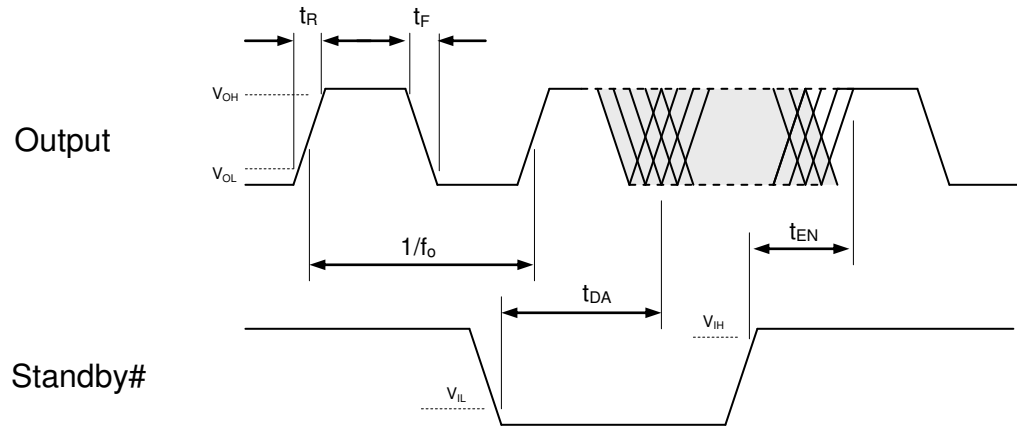 tR
tF
VOH
Output
VOL
1/fo
tEN
tDA
VIH
Standby#
VIL